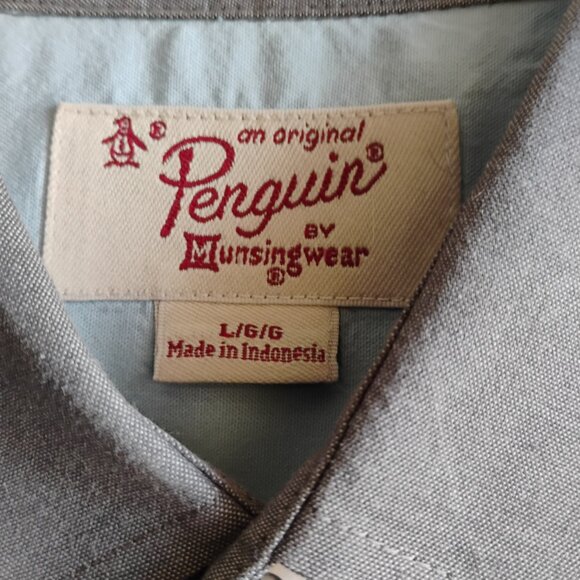 ® an original
Penguin®
BY
Munsingwear®
L/G/G
Made in Indonesia